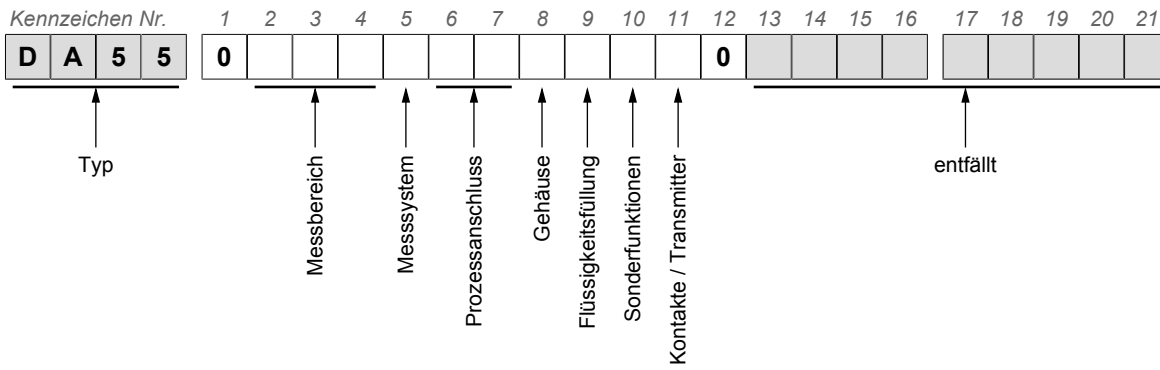 Kennzeichen Nr. 1 2 3 4 5 6 7 8 9 10 11 12 13 14 15 16 17 18 19 20 21
D A 5 5 0 0
Typ
Messbereich
Messsystem
Prozessanschluss
Gehäuse
Flüssigkeitsfüllung
Sonderfunktionen
Kontakte / Transmitter
entfällt